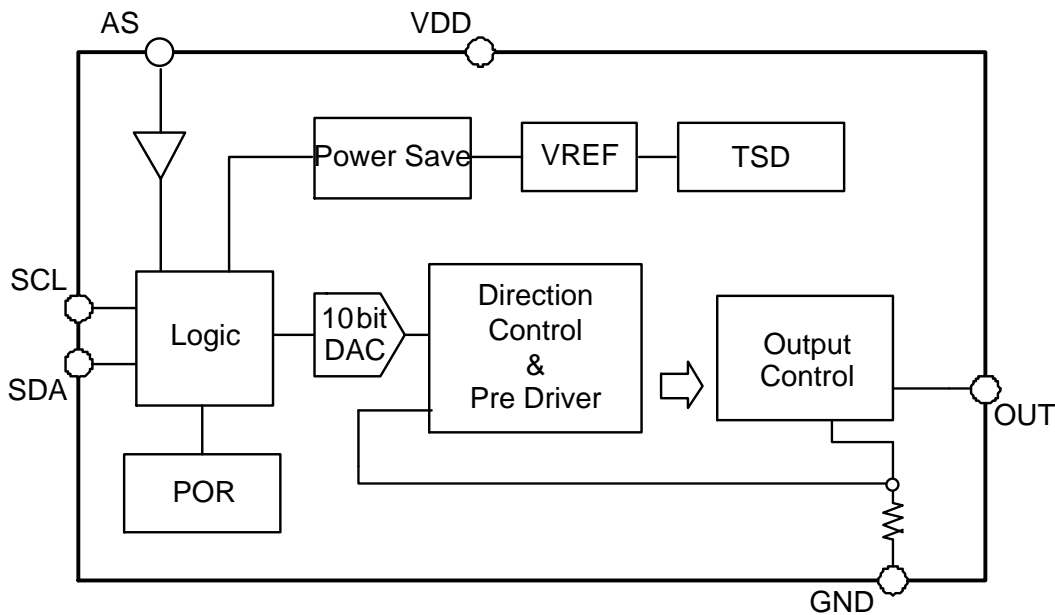 AS
VDD
Power Save
VREF
TSD
SCL
SDA
Logic
10bit
DAC
Direction
Control
&
Pre Driver
Output
Control
OUT
POR
GND